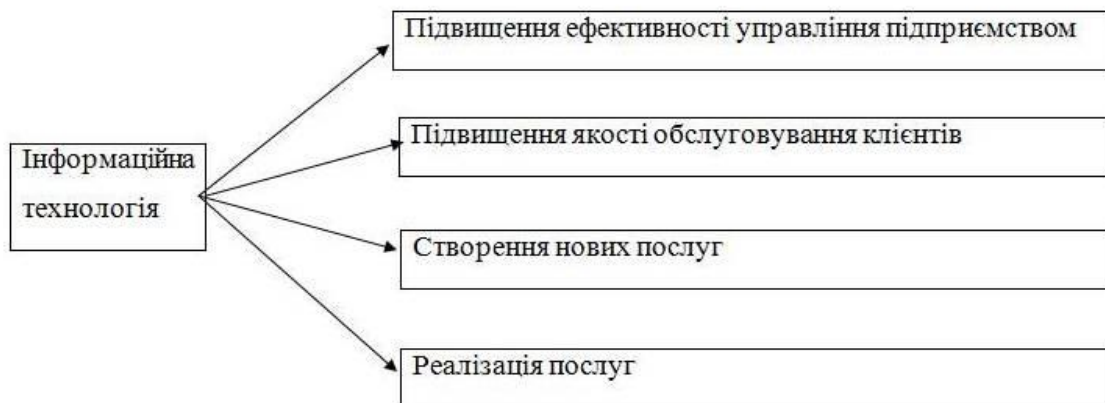 Інформаційна
технологія
Підвищення ефективності управління підприємством
Підвищення якості обслуговування клієнтів
Створення нових послуг
Реалізація послуг